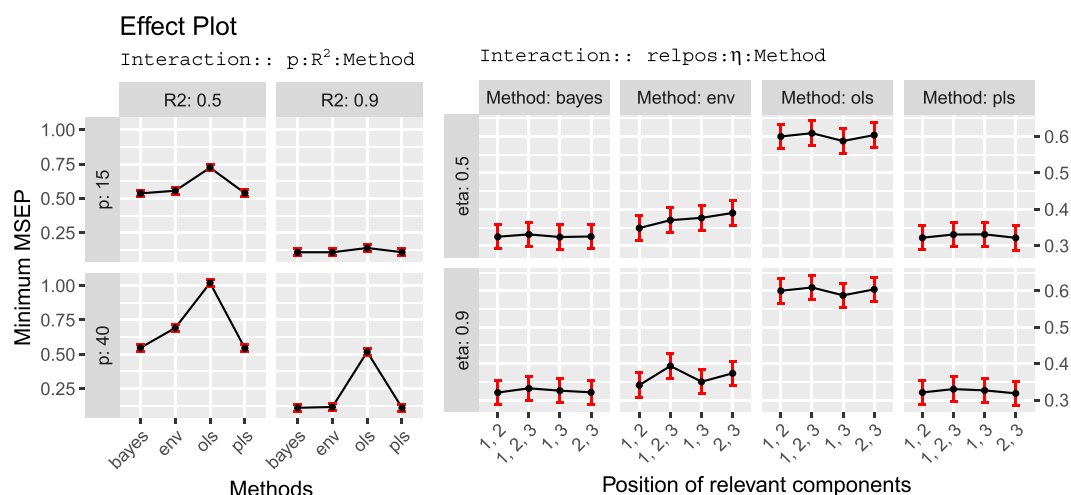 Effect Plot
Interaction:: p:R²:Method
R2: 0.5
R2: 0.9
Minimum MSEP
p: 15
1.00
0.75
0.50
0.25
p: 40
1.00
0.75
0.50
0.25
bayes
env
ols
pls
bayes
env
ols
pls
Methods
Interaction:: relpos:η:Method
Method: bayes
Method: env
Method: ols
Method: pls
eta: 0.5
0.6
0.5
0.4
0.3
eta: 0.9
0.6
0.5
0.4
0.3
1, 2
1, 2, 3
1, 3
2, 3
1, 2
1, 2, 3
1, 3
2, 3
1, 2
1, 2, 3
1, 3
2, 3
1, 2
1, 2, 3
1, 3
2, 3
Position of relevant components